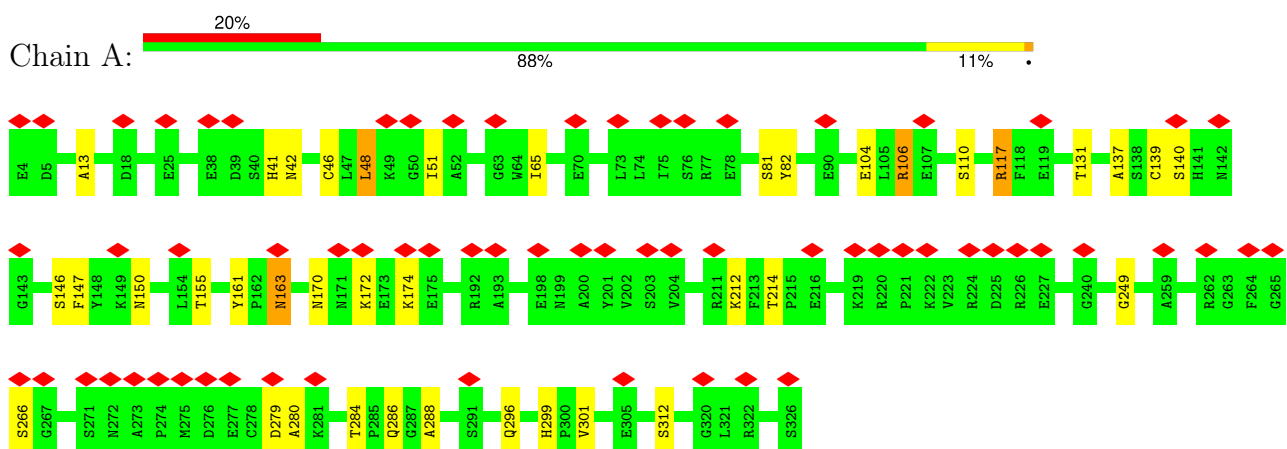 20%
Chain A:
88% 11% •
E4 D5 A13 D18 E25 E38 D39 S40 H41 N42 C46 L47 L48 K49 G50 I51 A52 G63 W64 I65 E70 L73 L74 I75 S76 R77 E78 S81 Y82 E90 E104 L105 R106 E107 S110 R117 F118 E119 T131 A137 S138 C139 S140 H141 N142
G143 S146 F147 Y148 K149 N150 L154 T155 Y161 P162 N163 N170 N171 K172 E173 K174 E175 R192 A193 E198 N199 A200 Y201 V202 S203 V204 R211 K212 F213 T214 P215 E216 K219 R220 P221 K222 V223 R224 D225 R226 E227 G240 G249 A259 R262 G263 F264 G265
S266 G267 S271 N272 A273 P274 M275 D276 E277 C278 D279 A280 K281 T284 P285 Q286 G287 A288 S291 Q296 H299 P300 V301 E305 S312 G320 L321 R322 S326